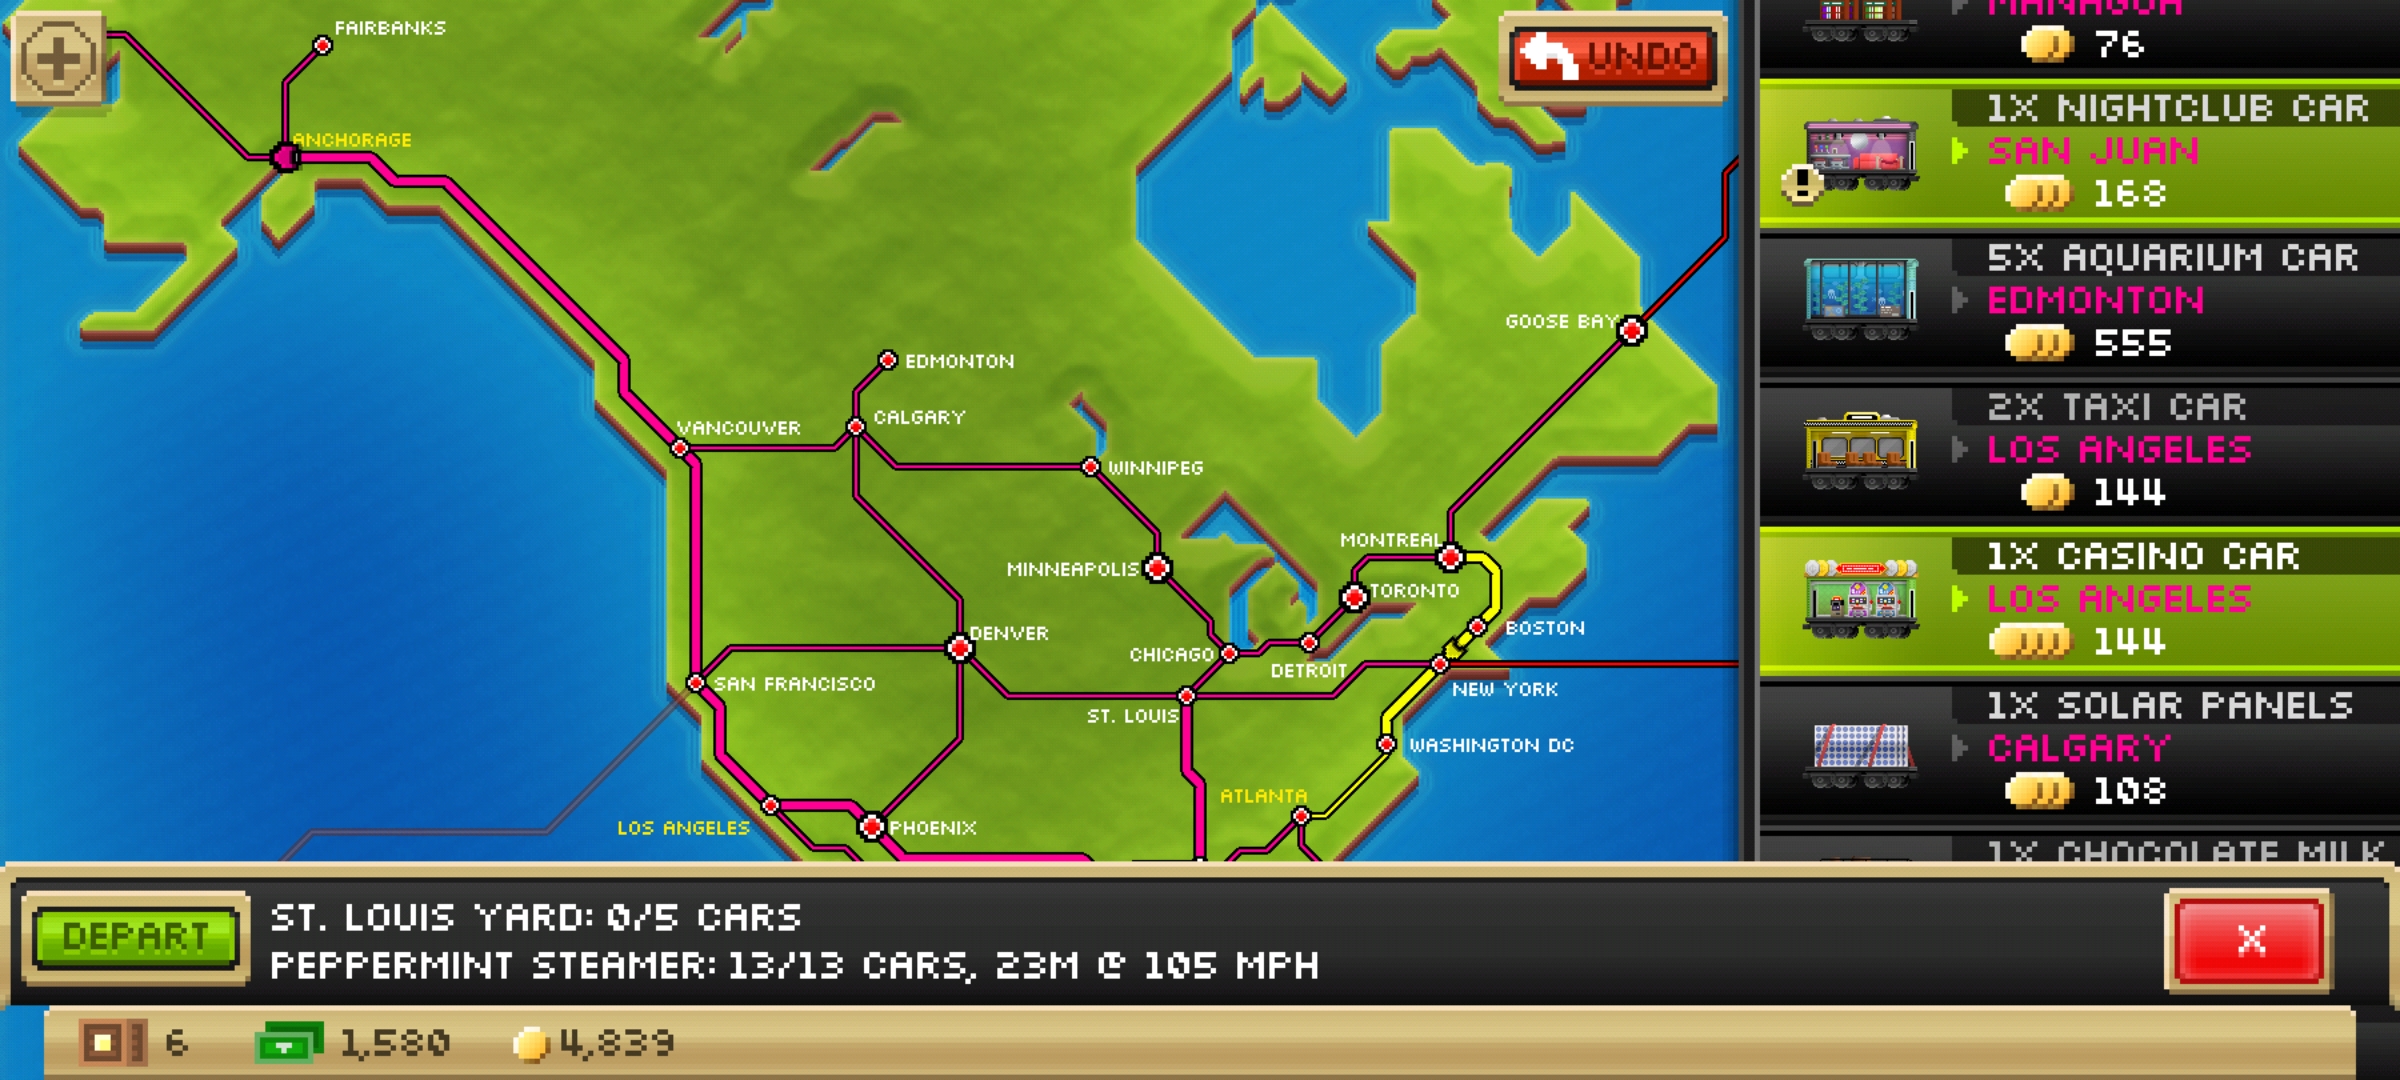 FAIRBANKS
ANCHORAGE
EDMONTON
CALGARY
VANCOUVER
WINNIPEG
GOOSE BAY
MINNEAPOLIS
MONTREAL
TORONTO
BOSTON
DENVER
CHICAGO
DETROIT
SAN FRANCISCO
NEW YORK
ST. LOUIS
WASHINGTON DC
ATLANTA
LOS ANGELES
PHOENIX
UNDO
MANAGUA
76
1X NIGHTCLUB CAR
SAN JUAN
168
5X AQUARIUM CAR
EDMONTON
555
2X TAXI CAR
LOS ANGELES
144
1X CASINO CAR
LOS ANGELES
144
1X SOLAR PANELS
CALGARY
108
1X CHOCOLATE MILK
DEPART
ST. LOUIS YARD: 0/5 CARS
PEPPERMINT STEAMER: 13/13 CARS, 23M @ 105 MPH
X
6
1,580
4,839